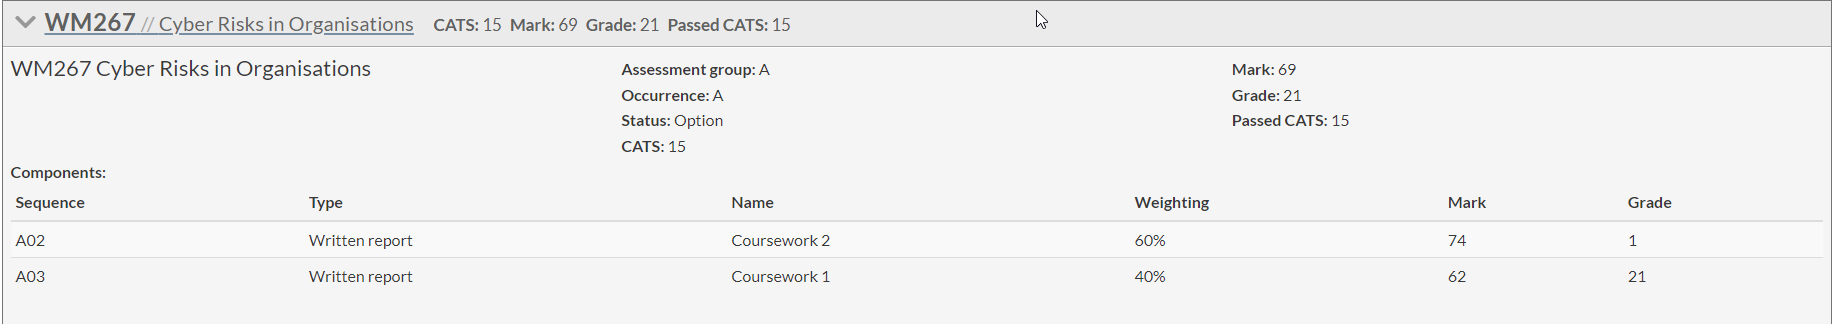 WM267 // Cyber Risks in Organisations CATS: 15 Mark: 69 Grade: 21 Passed CATS: 15
WM267 Cyber Risks in Organisations
Assessment group: A
Occurrence: A
Status: Option
CATS: 15
Mark: 69
Grade: 21
Passed CATS: 15
Components:
Sequence Type Name Weighting Mark Grade
A02 Written report Coursework 2 60% 74 1
A03 Written report Coursework 1 40% 62 21